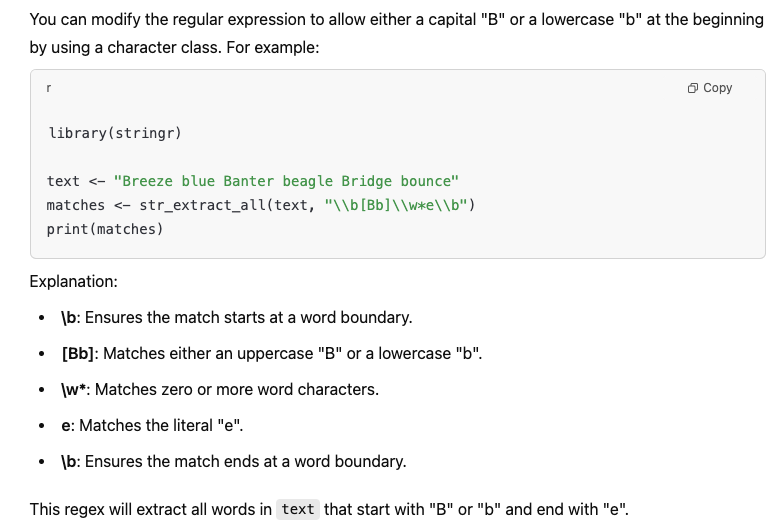 You can modify the regular expression to allow either a capital "B" or a lowercase "b" at the beginning
by using a character class. For example:
r
Copy
library(stringr)
text <- "Breeze blue Banter beagle Bridge bounce"
matches <- str_extract_all(text, "\\b[Bb]\\w*e\\b")
print(matches)
Explanation:
• \b: Ensures the match starts at a word boundary.
• [Bb]: Matches either an uppercase "B" or a lowercase "b".
• \w*: Matches zero or more word characters.
• e: Matches the literal "e".
• \b: Ensures the match ends at a word boundary.
This regex will extract all words in text that start with "B" or "b" and end with "e".